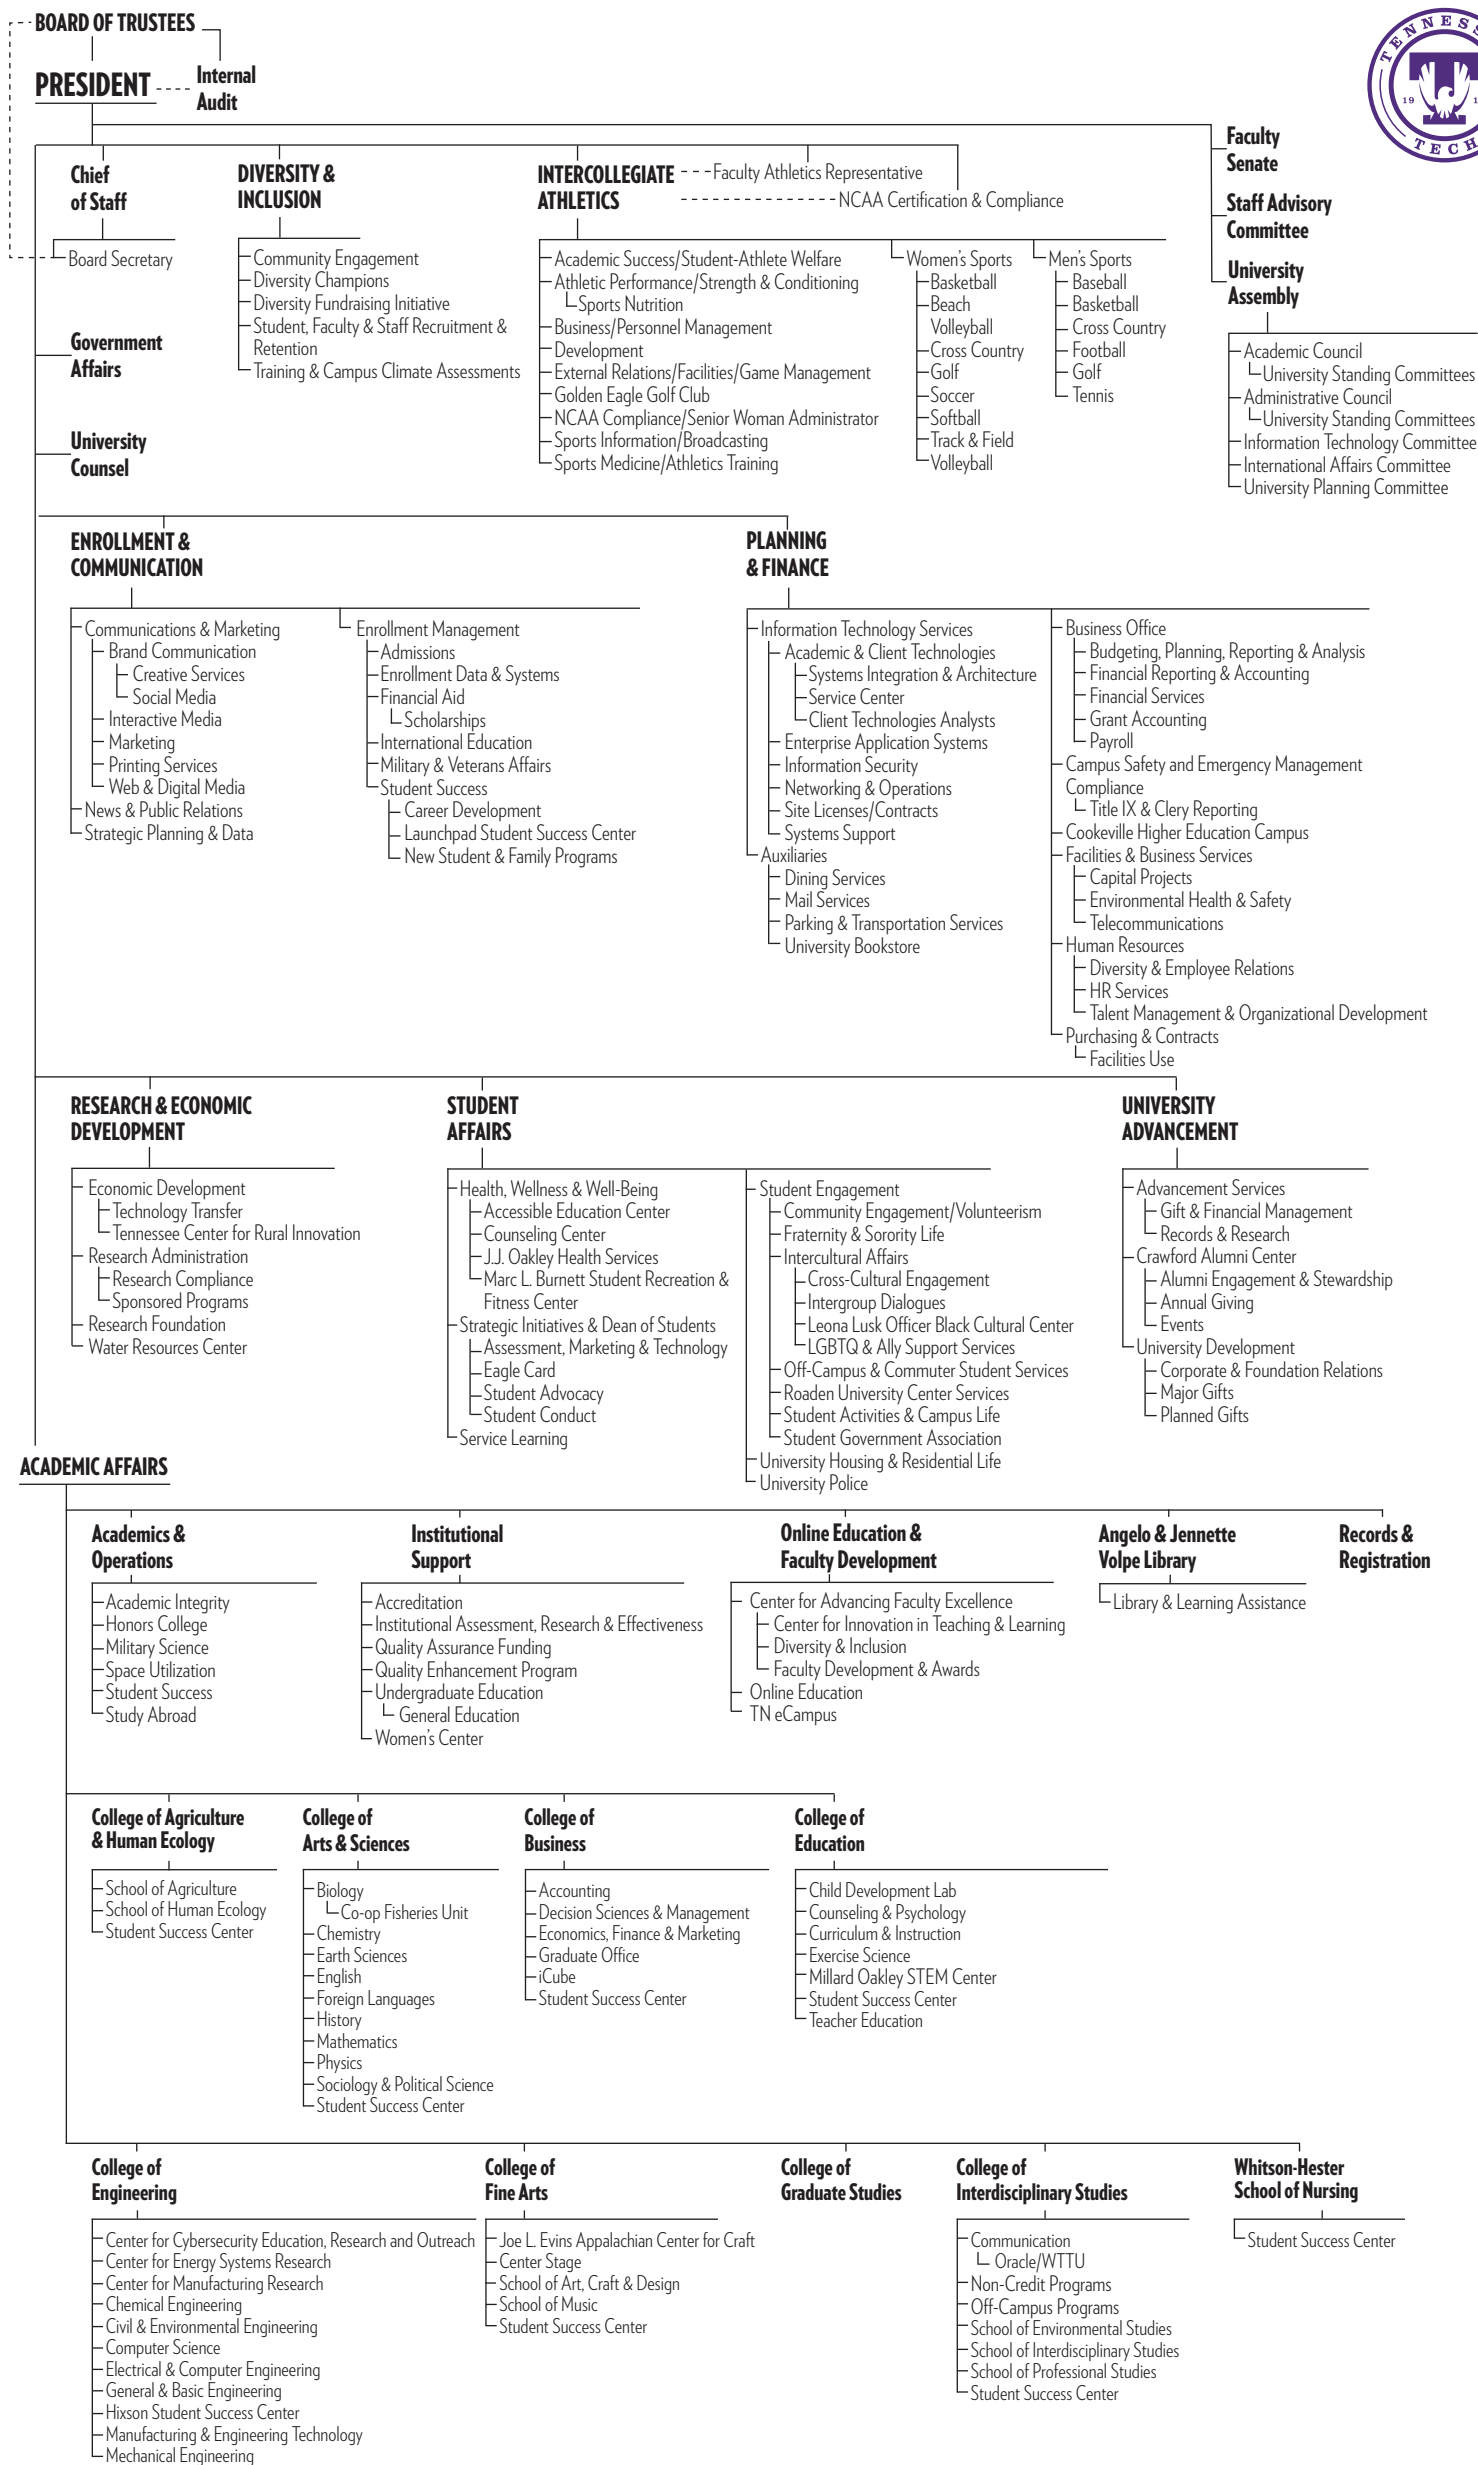 BOARD OF TRUSTEES
PRESIDENT
Internal
Audit
TENNESS
19 1
TECH
Faculty
Senate
Staff Advisory
Committee
University
Assembly
Academic Council
University Standing Committees
Administrative Council
University Standing Committees
Information Technology Committee
International Affairs Committee
University Planning Committee
Chief
of Staff
Board Secretary
Government
Affairs
University
Counsel
DIVERSITY &
INCLUSION
Community Engagement
Diversity Champions
Diversity Fundraising Initiative
Student, Faculty & Staff Recruitment &
Retention
Training & Campus Climate Assessments
INTERCOLLEGIATE
ATHLETICS
Faculty Athletics Representative
NCAA Certification & Compliance
Academic Success/Student-Athlete Welfare
Athletic Performance/Strength & Conditioning
Sports Nutrition
Business/Personnel Management
Development
External Relations/Facilities/Game Management
Golden Eagle Golf Club
NCAA Compliance/Senior Woman Administrator
Sports Information/Broadcasting
Sports Medicine/Athletics Training
Women's Sports
Basketball
Beach
Volleyball
Cross Country
Golf
Soccer
Softball
Track & Field
Volleyball
Men's Sports
Baseball
Basketball
Cross Country
Football
Golf
Tennis
ENROLLMENT &
COMMUNICATION
Communications & Marketing
Brand Communication
Creative Services
Social Media
Interactive Media
Marketing
Printing Services
Web & Digital Media
News & Public Relations
Strategic Planning & Data
Enrollment Management
Admissions
Enrollment Data & Systems
Financial Aid
Scholarships
International Education
Military & Veterans Affairs
Student Success
Career Development
Launchpad Student Success Center
New Student & Family Programs
PLANNING
& FINANCE
Information Technology Services
Academic & Client Technologies
Systems Integration & Architecture
Service Center
Client Technologies Analysts
Enterprise Application Systems
Information Security
Networking & Operations
Site Licenses/Contracts
Systems Support
Auxiliaries
Dining Services
Mail Services
Parking & Transportation Services
University Bookstore
Business Office
Budgeting, Planning, Reporting & Analysis
Financial Reporting & Accounting
Financial Services
Grant Accounting
Payroll
Campus Safety and Emergency Management
Compliance
Title IX & Clery Reporting
Cookeville Higher Education Campus
Facilities & Business Services
Capital Projects
Environmental Health & Safety
Telecommunications
Human Resources
Diversity & Employee Relations
HR Services
Talent Management & Organizational Development
Purchasing & Contracts
Facilities Use
RESEARCH & ECONOMIC
DEVELOPMENT
Economic Development
Technology Transfer
Tennessee Center for Rural Innovation
Research Administration
Research Compliance
Sponsored Programs
Research Foundation
Water Resources Center
STUDENT
AFFAIRS
Health, Wellness & Well-Being
Accessible Education Center
Counseling Center
J.J. Oakley Health Services
Marc L. Burnett Student Recreation &
Fitness Center
Strategic Initiatives & Dean of Students
Assessment, Marketing & Technology
Eagle Card
Student Advocacy
Student Conduct
Service Learning
Student Engagement
Community Engagement/Volunteerism
Fraternity & Sorority Life
Intercultural Affairs
Cross-Cultural Engagement
Intergroup Dialogues
Leona Lusk Officer Black Cultural Center
LGBTQ & Ally Support Services
Off-Campus & Commuter Student Services
Roaden University Center Services
Student Activities & Campus Life
Student Government Association
University Housing & Residential Life
University Police
UNIVERSITY
ADVANCEMENT
Advancement Services
Gift & Financial Management
Records & Research
Crawford Alumni Center
Alumni Engagement & Stewardship
Annual Giving
Events
University Development
Corporate & Foundation Relations
Major Gifts
Planned Gifts
ACADEMIC AFFAIRS
Academics &
Operations
Academic Integrity
Honors College
Military Science
Space Utilization
Student Success
Study Abroad
Institutional
Support
Accreditation
Institutional Assessment, Research & Effectiveness
Quality Assurance Funding
Quality Enhancement Program
Undergraduate Education
General Education
Women's Center
Online Education &
Faculty Development
Center for Advancing Faculty Excellence
Center for Innovation in Teaching & Learning
Diversity & Inclusion
Faculty Development & Awards
Online Education
TN eCampus
Angelo & Jennette
Volpe Library
Library & Learning Assistance
Records &
Registration
College of Agriculture
& Human Ecology
School of Agriculture
School of Human Ecology
Student Success Center
College of
Arts & Sciences
Biology
Co-op Fisheries Unit
Chemistry
Earth Sciences
English
Foreign Languages
History
Mathematics
Physics
Sociology & Political Science
Student Success Center
College of
Business
Accounting
Decision Sciences & Management
Economics, Finance & Marketing
Graduate Office
iCube
Student Success Center
College of
Education
Child Development Lab
Counseling & Psychology
Curriculum & Instruction
Exercise Science
Millard Oakley STEM Center
Student Success Center
Teacher Education
College of
Engineering
Center for Cybersecurity Education, Research and Outreach
Center for Energy Systems Research
Center for Manufacturing Research
Chemical Engineering
Civil & Environmental Engineering
Computer Science
Electrical & Computer Engineering
General & Basic Engineering
Hixson Student Success Center
Manufacturing & Engineering Technology
Mechanical Engineering
College of
Fine Arts
Joe L. Evins Appalachian Center for Craft
Center Stage
School of Art, Craft & Design
School of Music
Student Success Center
College of
Graduate Studies
College of
Interdisciplinary Studies
Communication
Oracle/WTTU
Non-Credit Programs
Off-Campus Programs
School of Environmental Studies
School of Interdisciplinary Studies
School of Professional Studies
Student Success Center
Whitson-Hester
School of Nursing
Student Success Center